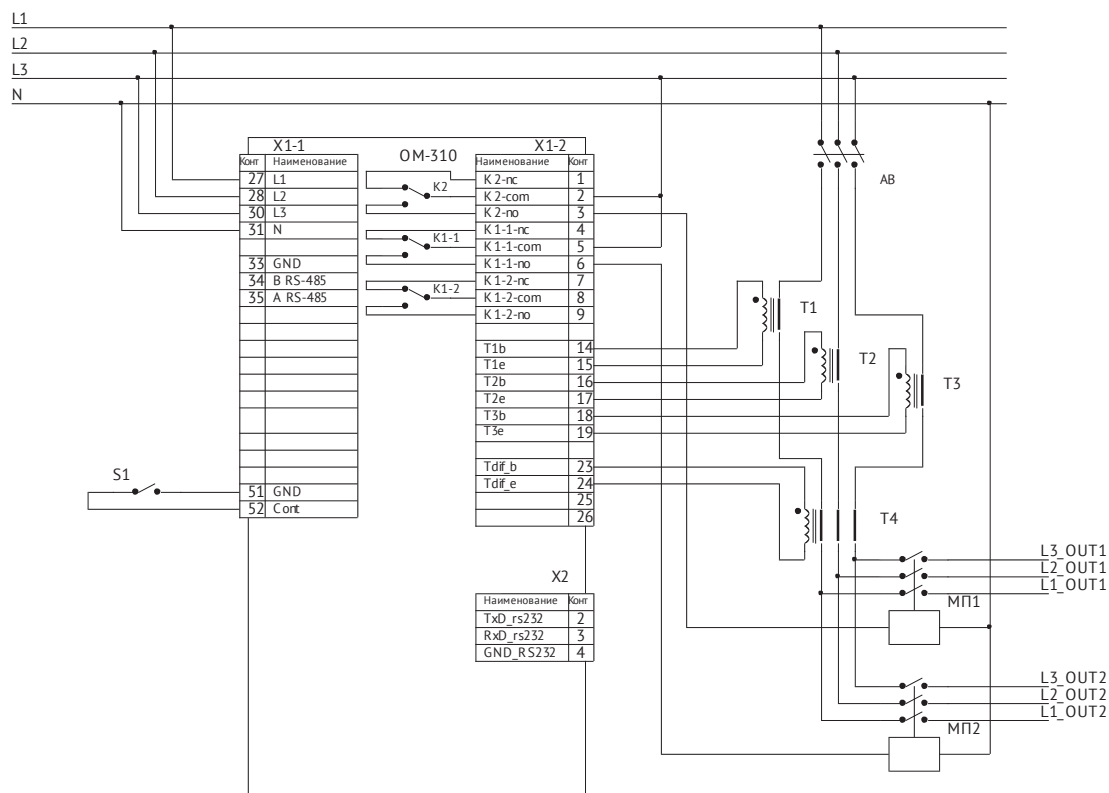 L1
L2
L3
N
X1-1
Конт Наименование
27 L1
28 L2
30 L3
31 N
33 GND
34 B RS-485
35 A RS-485
51 GND
52 Cont
S1
ОМ-310
K2
K1-1
K1-2
X1-2
Наименование Конт
K2-nc 1
K2-com 2
K2-no 3
K1-1-nc 4
K1-1-com 5
K1-1-no 6
K1-2-nc 7
K1-2-com 8
K1-2-no 9
T1b 14
T1e 15
T2b 16
T2e 17
T3b 18
T3e 19
Tdif_b 23
Tdif_e 24
25
26
X2
Наименование Конт
TxD_rs232 2
RxD_rs232 3
GND_RS232 4
АВ
T1
T2
T3
T4
L3_OUT1
L2_OUT1
L1_OUT1
МП1
L3_OUT2
L2_OUT2
L1_OUT2
МП2